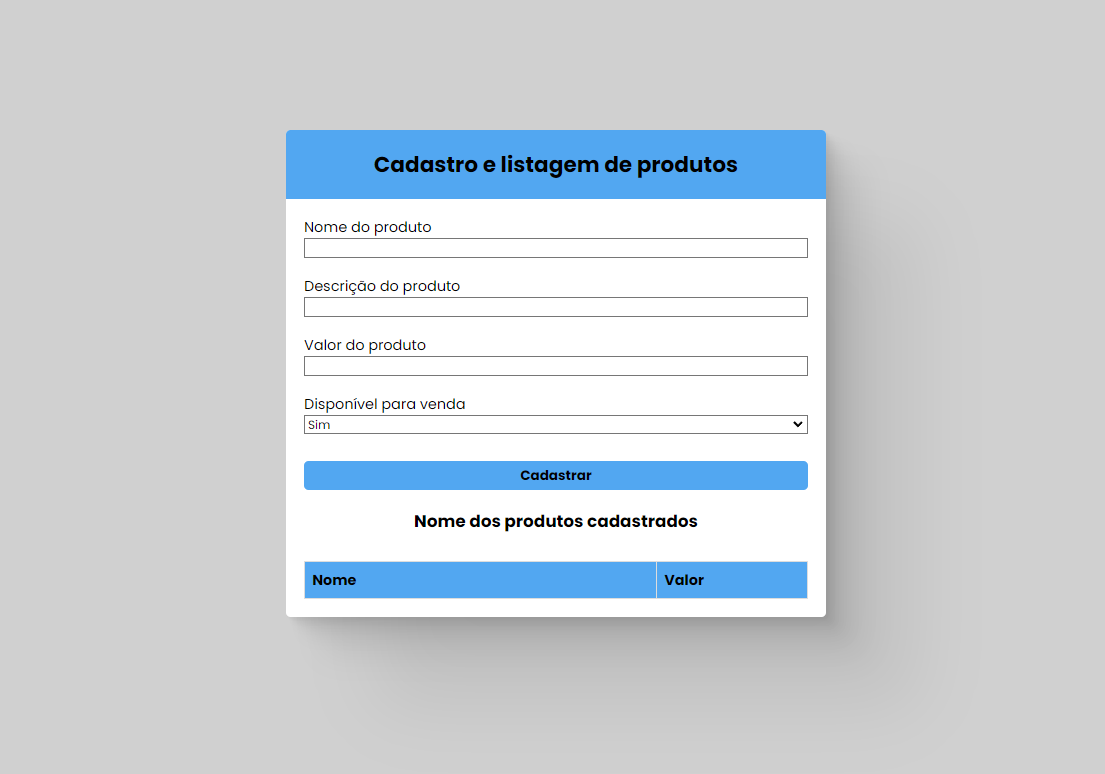 Cadastro e listagem de produtos
Nome do produto
Descrição do produto
Valor do produto
Disponível para venda
Sim
Cadastrar
Nome dos produtos cadastrados
Nome Valor